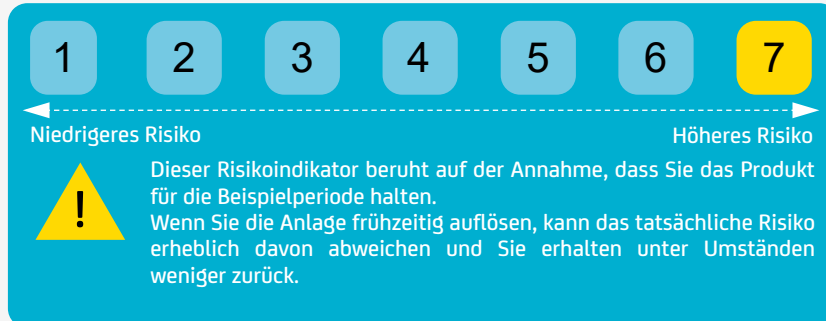 1 2 3 4 5 6 7
Niedrigeres Risiko Höheres Risiko
!
Dieser Risikoindikator beruht auf der Annahme, dass Sie das Produkt
für die Beispielperiode halten.
Wenn Sie die Anlage frühzeitig auflösen, kann das tatsächliche Risiko
erheblich davon abweichen und Sie erhalten unter Umständen
weniger zurück.